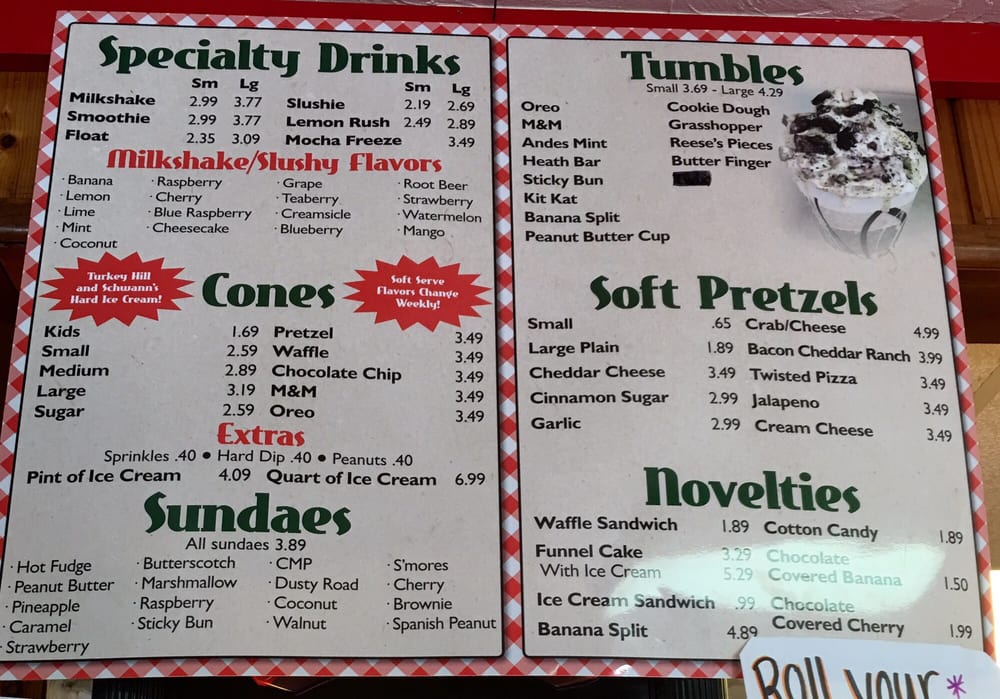 Specialty Drinks
Sm Lg
Milkshake 2.99 3.77
Smoothie 2.99 3.77
Float 2.35 3.09
Sm Lg
Slushie 2.19 2.69
Lemon Rush 2.49 2.89
Mocha Freeze 3.49
Milkshake/Slushy Flavors
· Banana
· Lemon
· Lime
· Mint
· Coconut
· Raspberry
· Cherry
· Blue Raspberry
· Cheesecake
· Grape
· Teaberry
· Creamsicle
· Blueberry
· Root Beer
· Strawberry
· Watermelon
· Mango
Turkey Hill
and Schwann's
Hard Ice Cream!
Cones
Soft Serve
Flavors Change
Weekly!
Kids 1.69
Small 2.59
Medium 2.89
Large 3.19
Sugar 2.59
Pretzel 3.49
Waffle 3.49
Chocolate Chip 3.49
M&M 3.49
Oreo 3.49
Extras
Sprinkles .40 • Hard Dip .40 • Peanuts .40
Pint of Ice Cream 4.09 Quart of Ice Cream 6.99
Sundaes
All sundaes 3.89
· Hot Fudge
· Peanut Butter
· Pineapple
· Caramel
· Strawberry
· Butterscotch
· Marshmallow
· Raspberry
· Sticky Bun
· CMP
· Dusty Road
· Coconut
· Walnut
· S'mores
· Cherry
· Brownie
· Spanish Peanut
Tumbles
Small 3.69 - Large 4.29
Oreo
M&M
Andes Mint
Heath Bar
Sticky Bun
Kit Kat
Banana Split
Peanut Butter Cup
Cookie Dough
Grasshopper
Reese's Pieces
Butter Finger
Soft Pretzels
Small .65
Large Plain 1.89
Cheddar Cheese 3.49
Cinnamon Sugar 2.99
Garlic 2.99
Crab/Cheese 4.99
Bacon Cheddar Ranch 3.99
Twisted Pizza 3.49
Jalapeno 3.49
Cream Cheese 3.49
Novelties
Waffle Sandwich 1.89
Funnel Cake 3.29
With Ice Cream 5.29
Ice Cream Sandwich .99
Banana Split 4.89
Cotton Candy 1.89
Chocolate
Covered Banana 1.50
Chocolate
Covered Cherry 1.99
Roll your*